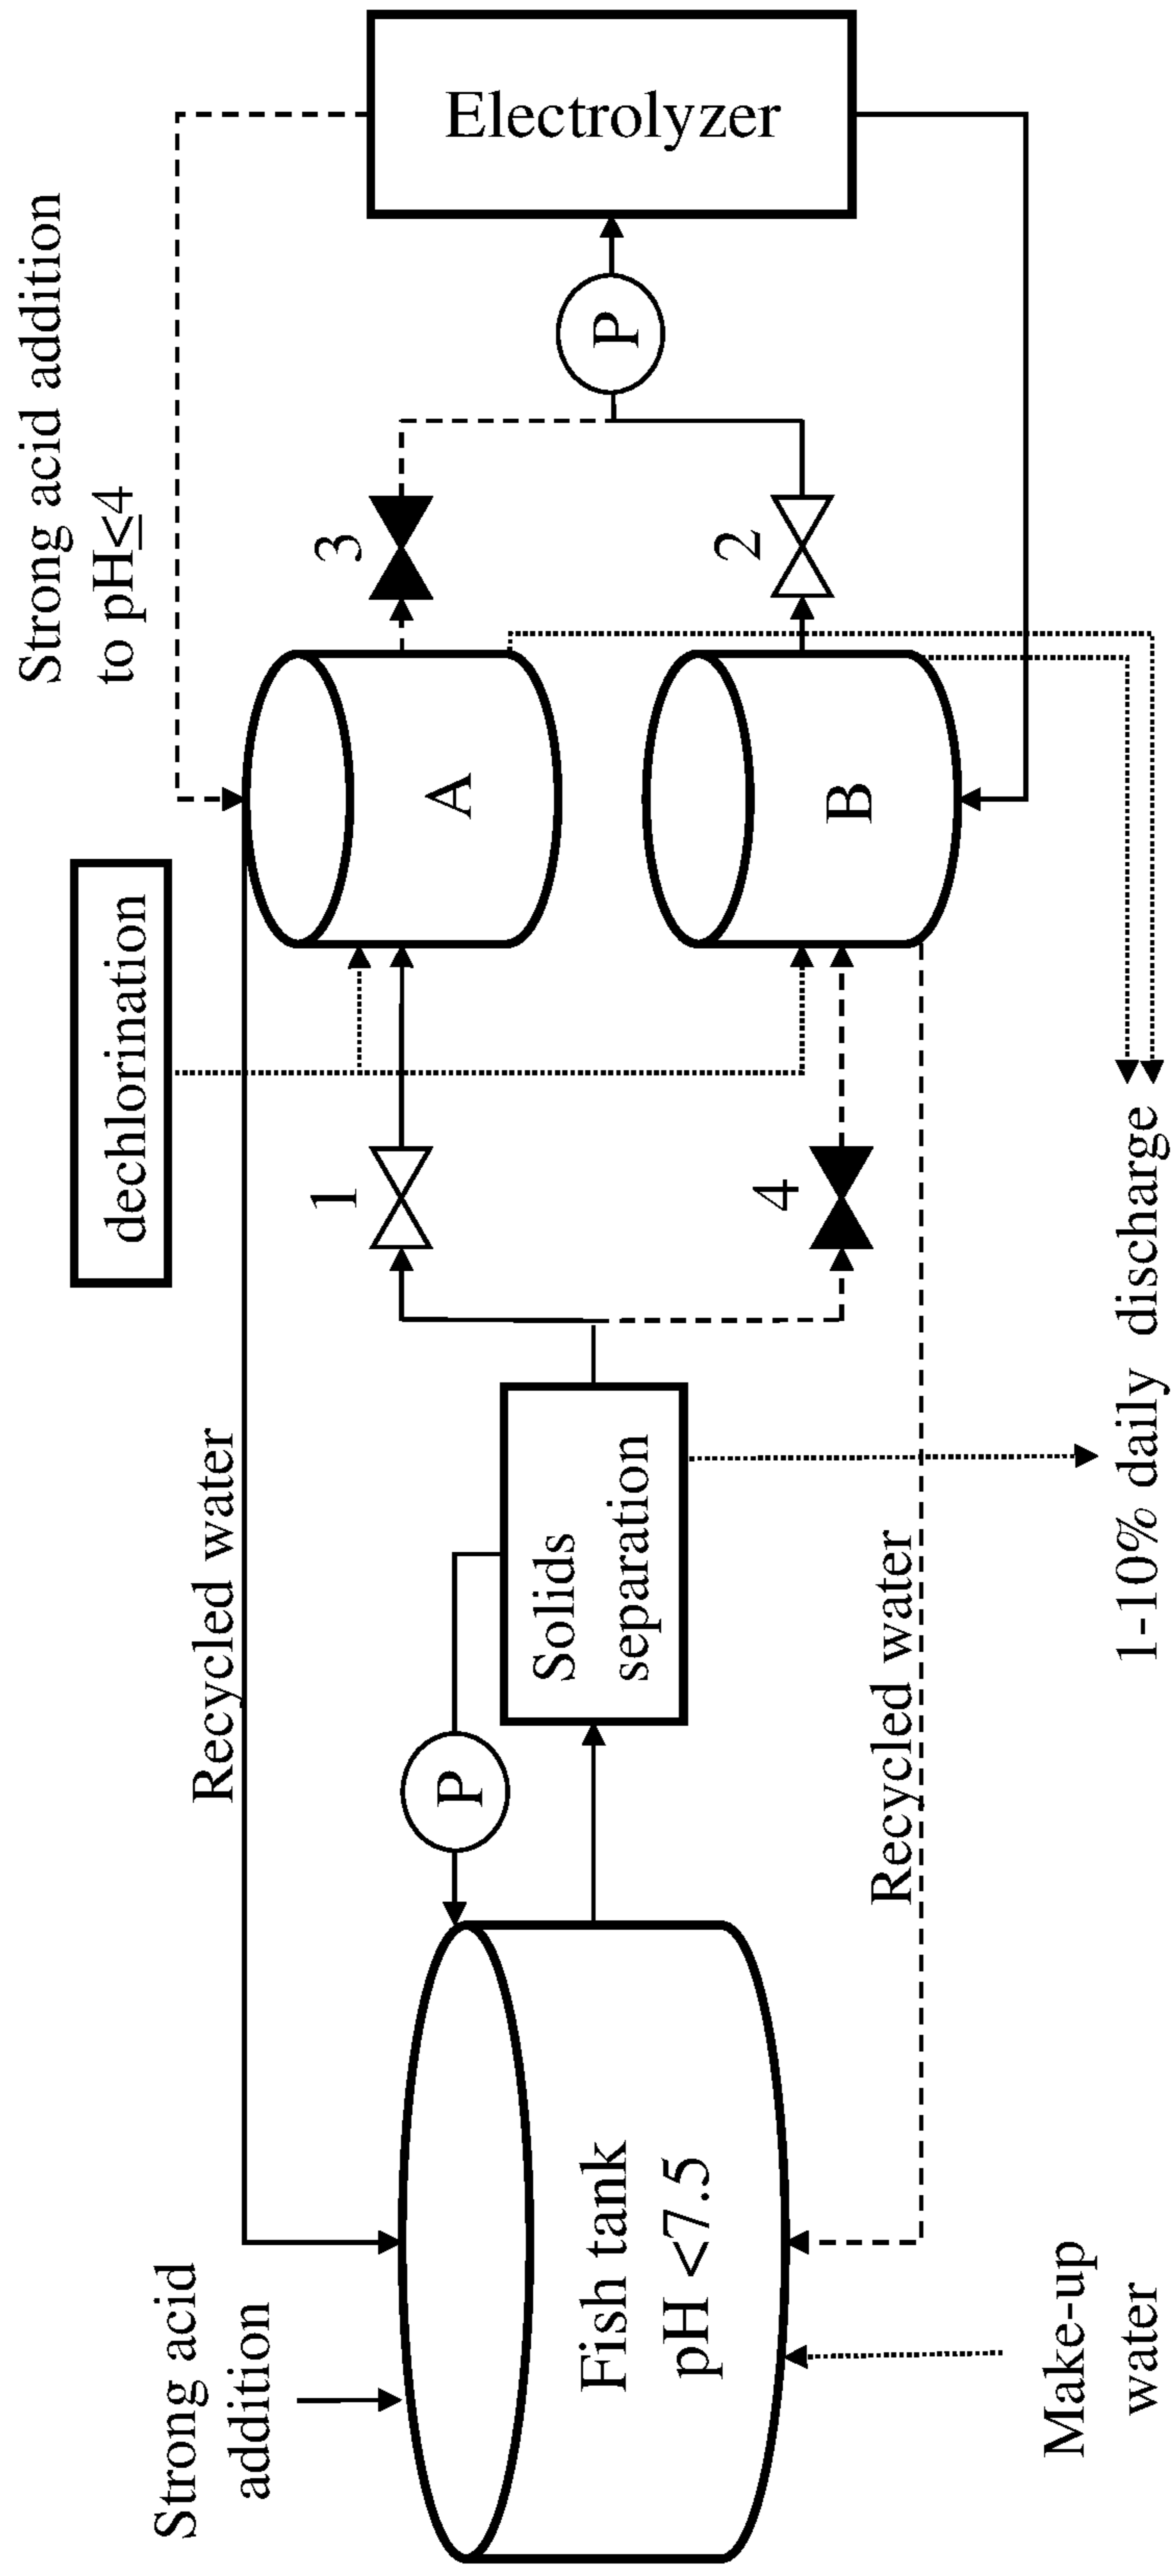 Strong acid
addition
Recycled water
Fish tank
pH <7.5
Make-up
water
P
Solids
separation
Recycled water
1-10% daily discharge
dechlorination
1
4
A
B
Strong acid addition
to pH≤4
3
2
P
Electrolyzer